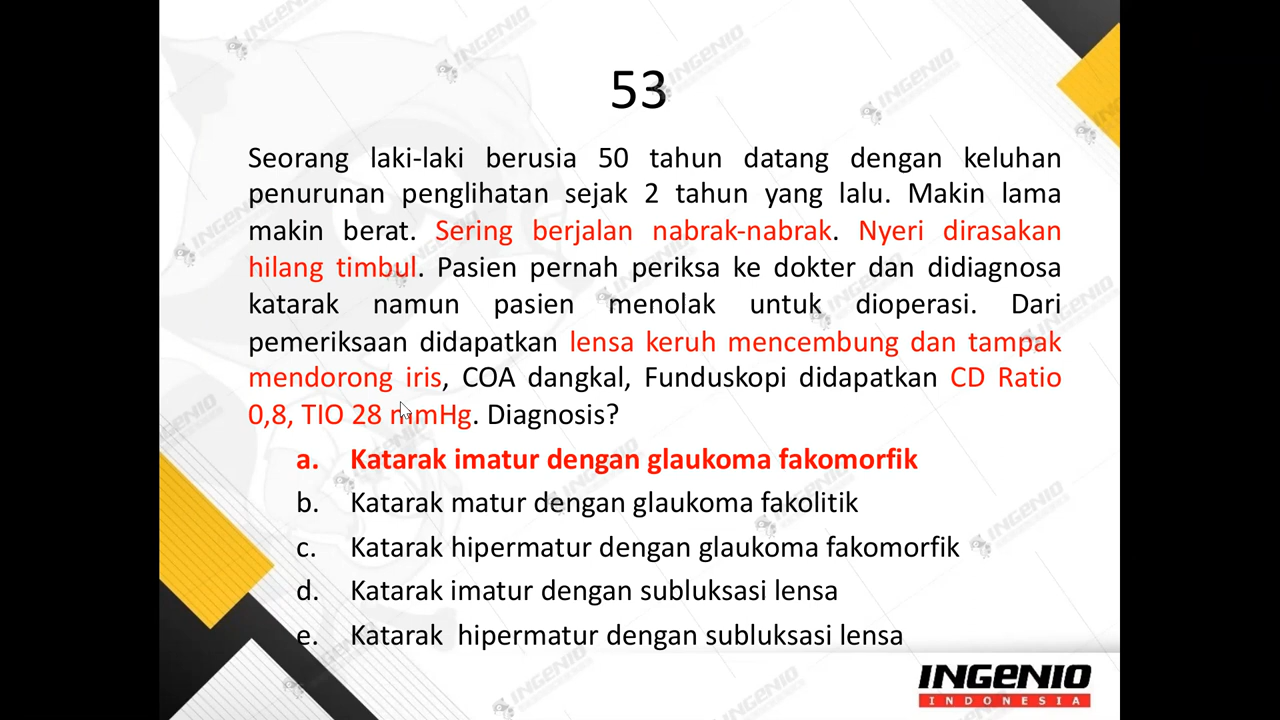 53
Seorang laki-laki berusia 50 tahun datang dengan keluhan
penurunan penglihatan sejak 2 tahun yang lalu. Makin lama
makin berat. Sering berjalan nabrak-nabrak. Nyeri dirasakan
hilang timbul. Pasien pernah periksa ke dokter dan didiagnosa
katarak namun pasien menolak untuk dioperasi. Dari
pemeriksaan didapatkan lensa keruh mencembung dan tampak
mendorong iris, COA dangkal, Funduskopi didapatkan CD Ratio
0,8, TIO 28 mmHg. Diagnosis?
a. Katarak imatur dengan glaukoma fakomorfik
b. Katarak matur dengan glaukoma fakolitik
c. Katarak hipermatur dengan glaukoma fakomorfik
d. Katarak imatur dengan subluksasi lensa
e. Katarak hipermatur dengan subluksasi lensa
INGENIO
INDONESIA